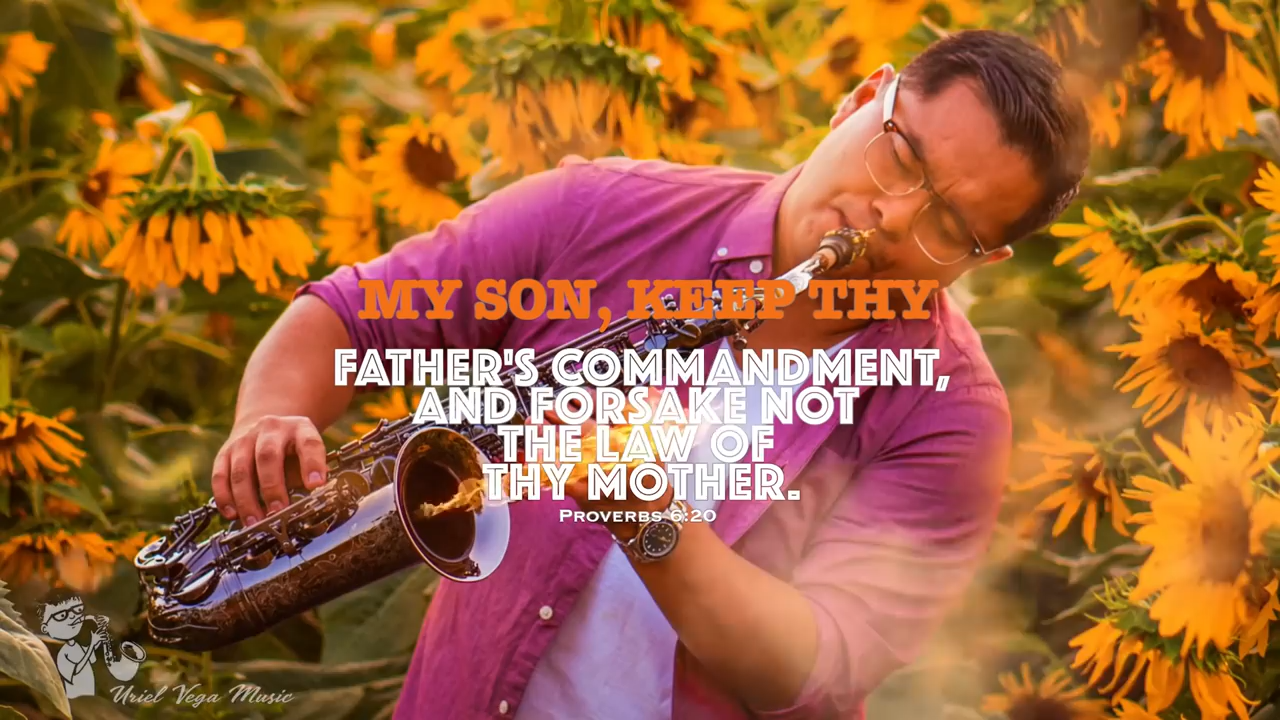 MY SON, KEEP THY
FATHER'S COMMANDMENT,
AND FORSAKE NOT
THE LAW OF
THY MOTHER.
PROVERBS 6:20
Uriel Vega Music